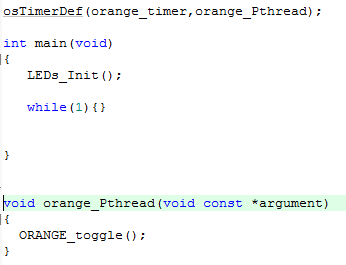 osTimerDef(orange_timer,orange_Pthread);
int main(void)
{
LEDs_Init();
while(1){}
}
void orange_Pthread(void const *argument)
{
ORANGE_toggle();
}